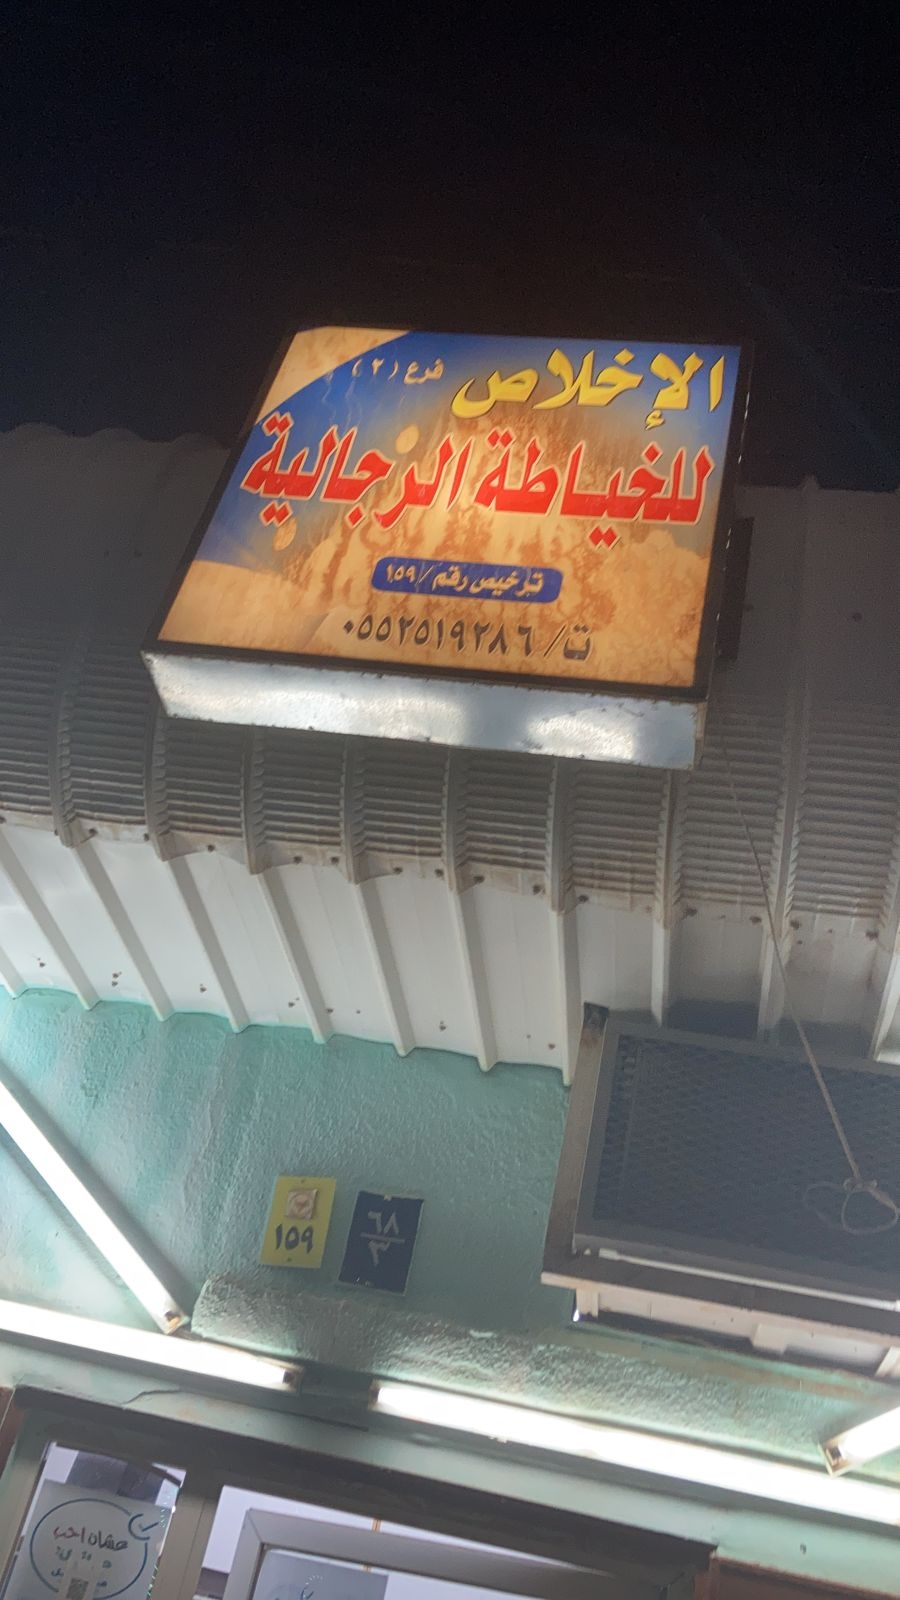 الإخلاص فرع (٢)
للخياطة الرجالية
ترخيص رقم/١٥٩
ت/٠٥٥٢٥١٩٢٨٦
١٥٩
٦٨
٣